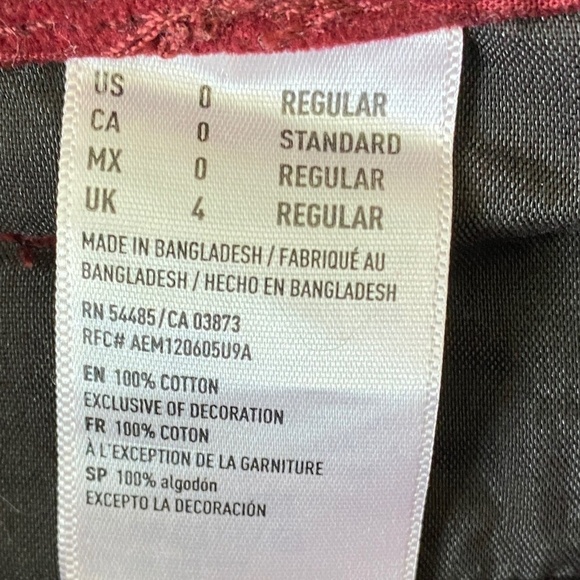 US 0 REGULAR
CA 0 STANDARD
MX 0 REGULAR
UK 4 REGULAR
MADE IN BANGLADESH / FABRIQUÉ AU
BANGLADESH / HECHO EN BANGLADESH
RN 54485/CA 03873
RFC# AEM120605U9A
EN 100% COTTON
EXCLUSIVE OF DECORATION
FR 100% COTON
À L'EXCEPTION DE LA GARNITURE
SP 100% algodón
EXCEPTO LA DECORACIÓN